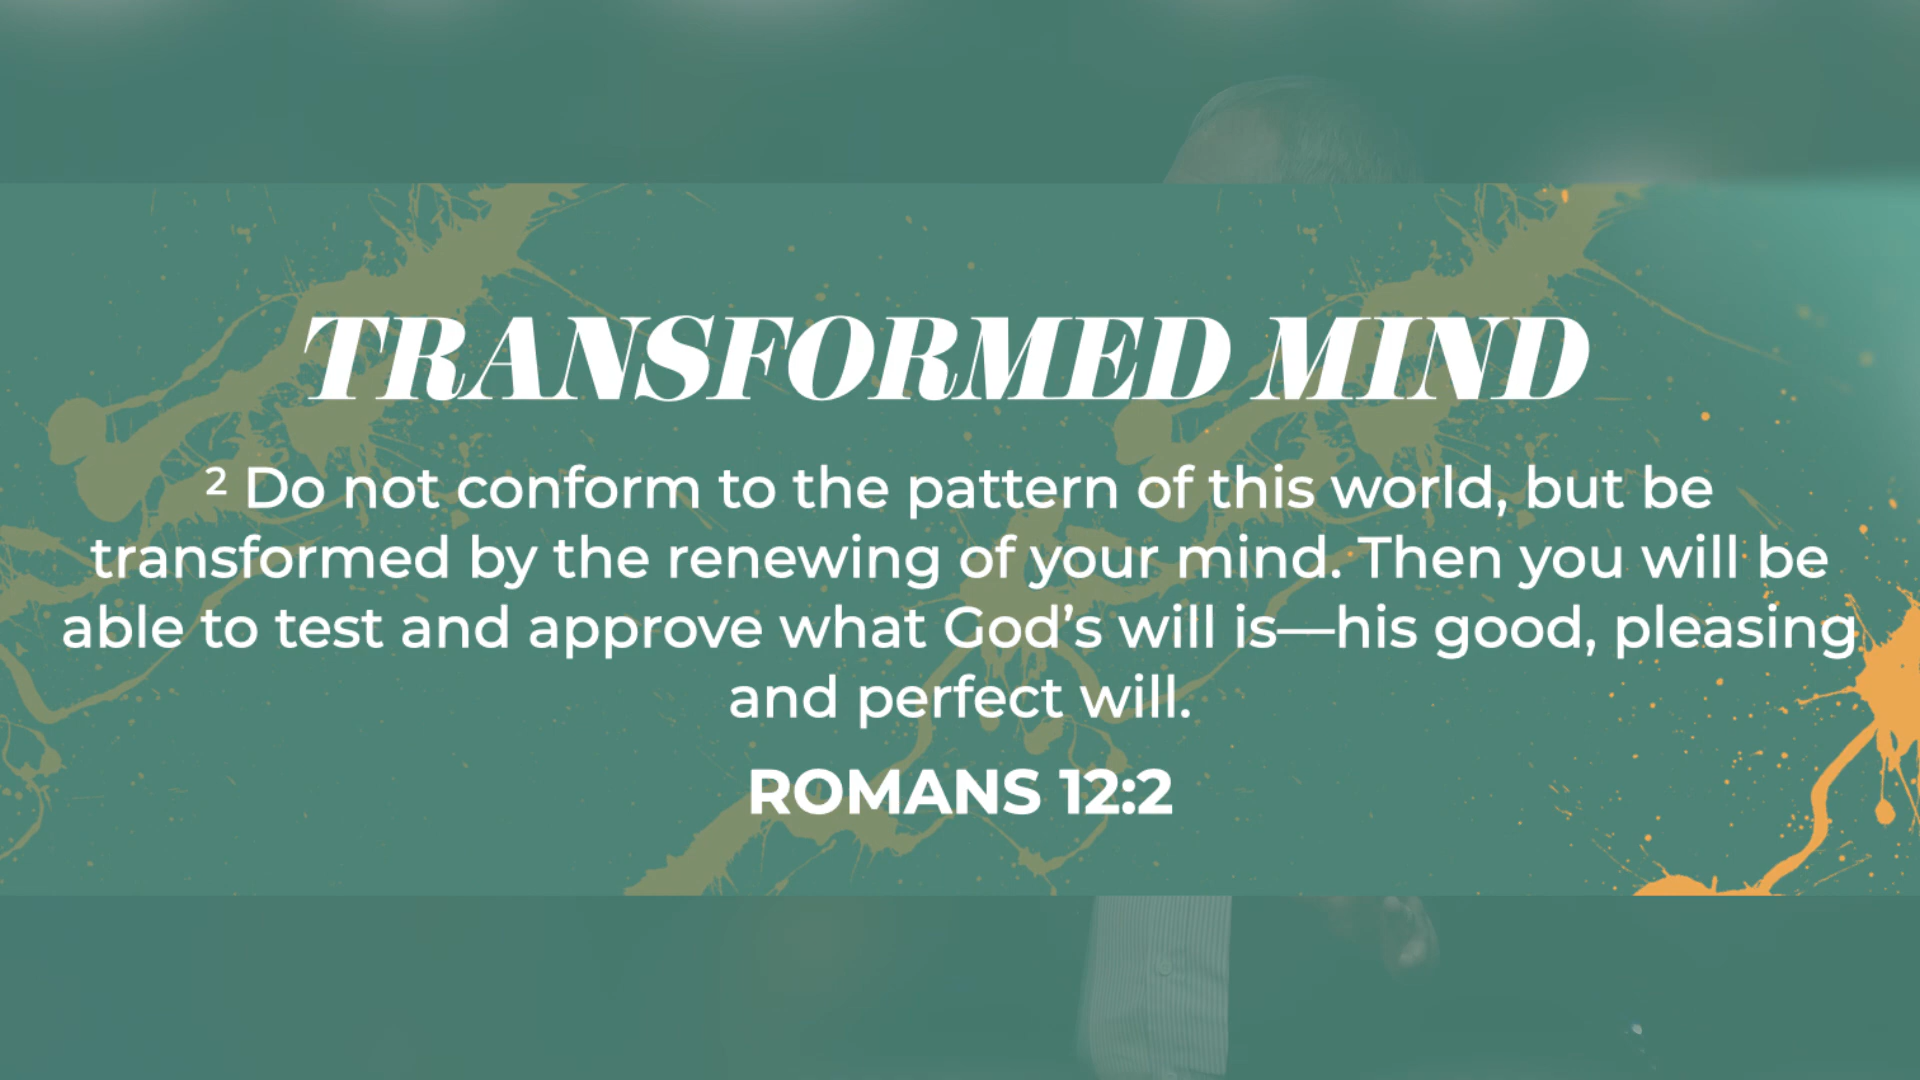 TRANSFORMED MIND
² Do not conform to the pattern of this world, but be
transformed by the renewing of your mind. Then you will be
able to test and approve what God’s will is—his good, pleasing
and perfect will.
ROMANS 12:2